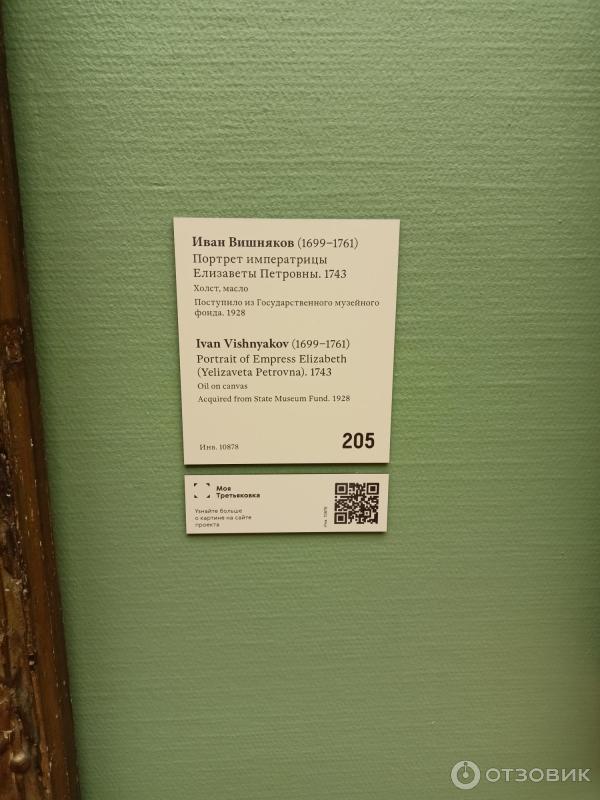 Иван Вишняков (1699–1761)
Портрет императрицы
Елизаветы Петровны. 1743
Холст, масло
Поступило из Государственного музейного
фонда. 1928
Ivan Vishnyakov (1699–1761)
Portrait of Empress Elizabeth
(Yelizaveta Petrovna). 1743
Oil on canvas
Acquired from State Museum Fund. 1928
Инв. 10878
205
Моя
Третьяковка
Узнайте больше
о картине на сайте
проекта
ОТЗОВИК